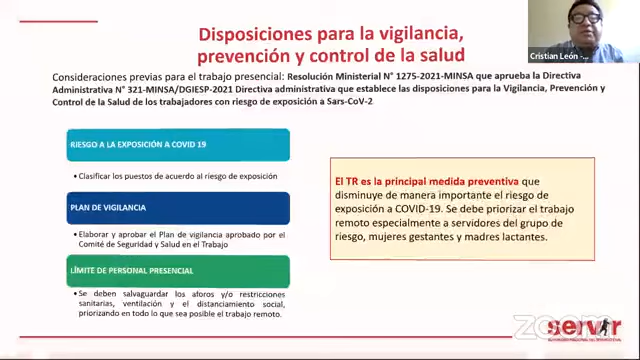 Disposiciones para la vigilancia,
prevención y control de la salud
Cristian León -
Consideraciones previas para el trabajo presencial: Resolución Ministerial N° 1275-2021-MINSA que aprueba la Directiva
Administrativa N° 321-MINSA/DGIESP-2021 Directiva administrativa que establece las disposiciones para la Vigilancia, Prevención y
Control de la Salud de los trabajadores con riesgo de exposición a Sars-CoV-2
RIESGO A LA EXPOSICIÓN A COVID 19
• Clasificar los puestos de acuerdo al riesgo de exposición
PLAN DE VIGILANCIA
• Elaborar y aprobar el Plan de vigilancia aprobado por el
Comité de Seguridad y Salud en el Trabajo
LÍMITE DE PERSONAL PRESENCIAL
• Se deben salvaguardar los aforos y/o restricciones
sanitarias, ventilación y el distanciamiento social,
priorizando en todo lo que sea posible el trabajo remoto.
El TR es la principal medida preventiva que
disminuye de manera importante el riesgo de
exposición a COVID-19. Se debe priorizar el trabajo
remoto especialmente a servidores del grupo de
riesgo, mujeres gestantes y madres lactantes.
servir
zoom